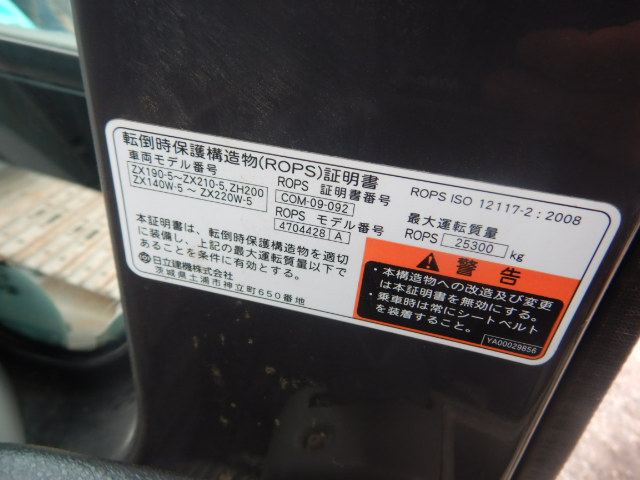 転倒時保護構造物(ROPS)証明書
ROPS ISO 12117-2:2008
車両モデル番号
ZX190-5~ZX210-5,ZH200
ZX140W-5 ~ ZX220W-5
ROPS 証明書番号
COM-09-092
ROPS モデル番号
4704428 A
最大運転質量
ROPS 25300 kg
本証明書は、転倒時保護構造物を適切
に装備し、上記の最大運転質量以下で
あることを条件に有効とする。
日立建機株式会社
茨城県土浦市神立町650番地
警告
・本構造物への改造及び変更
は本証明書を無効にする。
・乗車時は常にシートベルト
を装着すること。
YA00029856